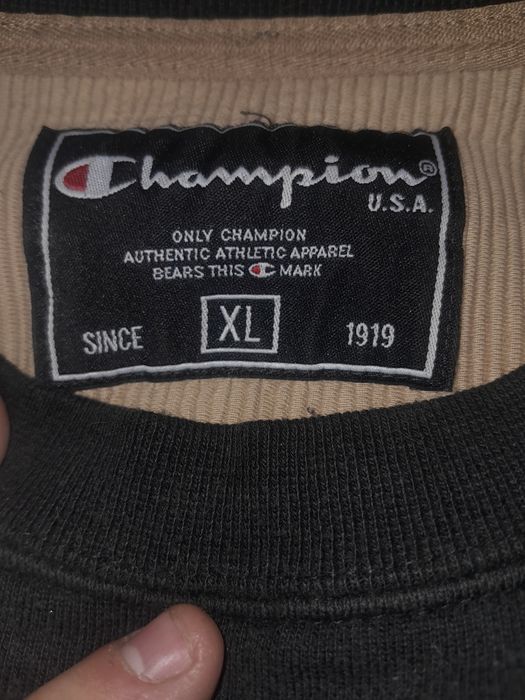 Champion®
U.S.A.
ONLY CHAMPION
AUTHENTIC ATHLETIC APPAREL
BEARS THIS C MARK
SINCE XL 1919